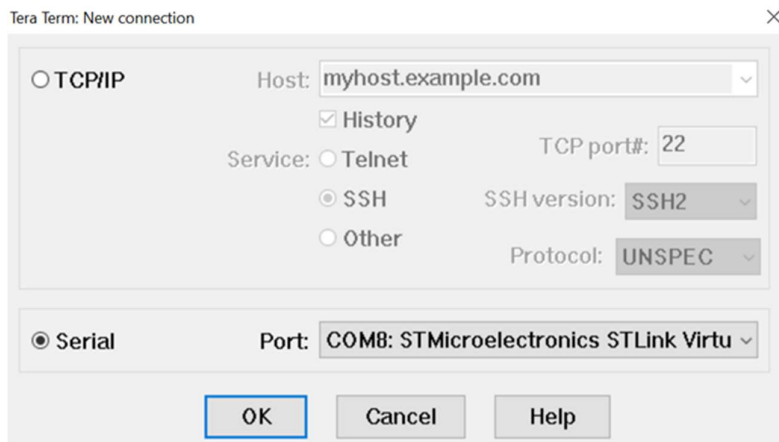 Tera Term: New connection
TCP/IP
Host: myhost.example.com
History
Service: Telnet
TCP port#: 22
SSH
SSH version: SSH2
Other
Protocol: UNSPEC
Serial
Port: COM8: STMicroelectronics STLink Virtu
OK Cancel Help